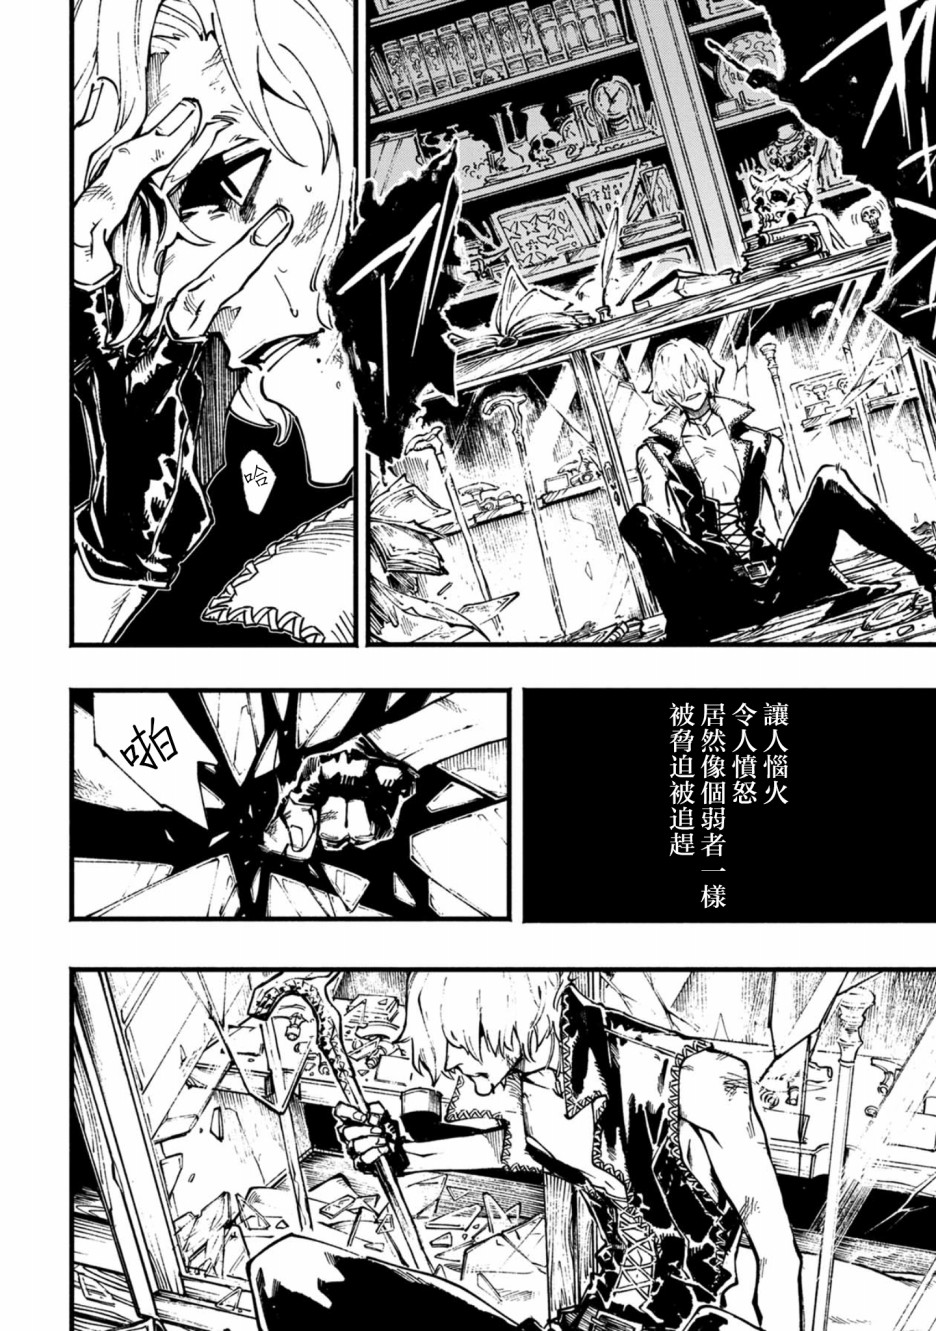 哈
讓人惱火
令人憤怒
居然像個弱者一樣
被脅迫被追趕
啪